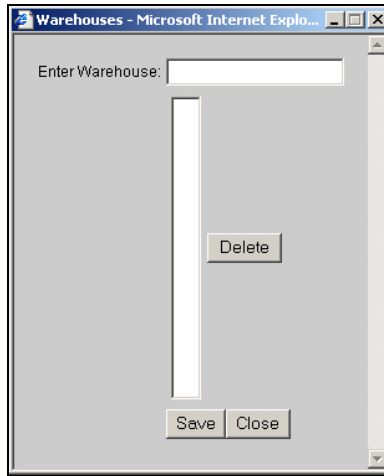 Warehouses - Microsoft Internet Explo...
Enter Warehouse:
Delete
Save Close